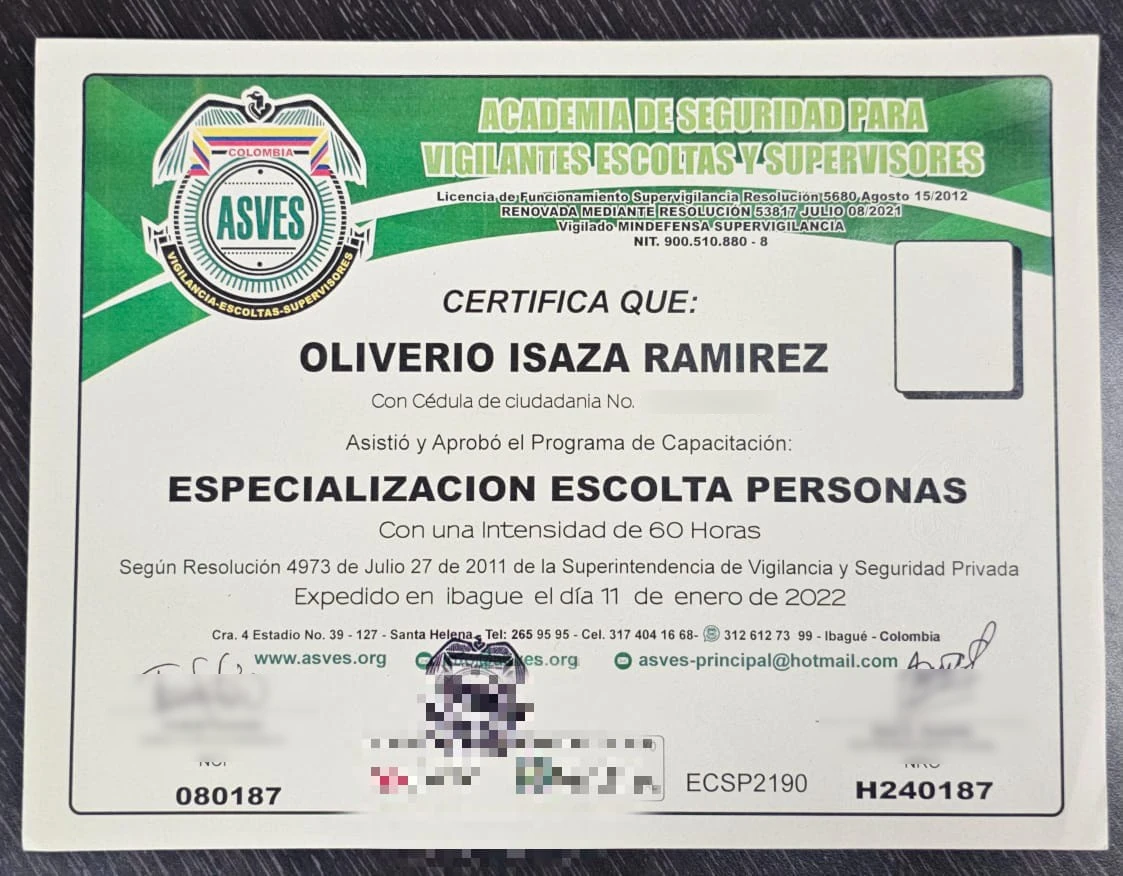 COLOMBIA
ASVES
VIGILANCIA-ESCOLTAS-SUPERVISORES
ACADEMIA DE SEGURIDAD PARA
VIGILANTES ESCOLTAS Y SUPERVISORES
Licencia de Funcionamiento Supervigilancia Resolución 5680 Agosto 15/2012
RENOVADA MEDIANTE RESOLUCIÓN 53817 JULIO 08/2021
Vigilado MINDEFENSA SUPERVIGILANCIA
NIT. 900.510.880 - 8
CERTIFICA QUE:
OLIVERIO ISAZA RAMIREZ
Con Cédula de ciudadania No.
Asistió y Aprobó el Programa de Capacitación:
ESPECIALIZACION ESCOLTA PERSONAS
Con una Intensidad de 60 Horas
Según Resolución 4973 de Julio 27 de 2011 de la Superintendencia de Vigilancia y Seguridad Privada
Expedido en ibague el día 11 de enero de 2022
Cra. 4 Estadio No. 39 - 127 - Santa Helena - Tel: 265 95 95 - Cel. 317 404 16 68- 312 612 73 99 - Ibagué - Colombia
www.asves.org asves-principal@hotmail.com
080187
ECSP2190
H240187